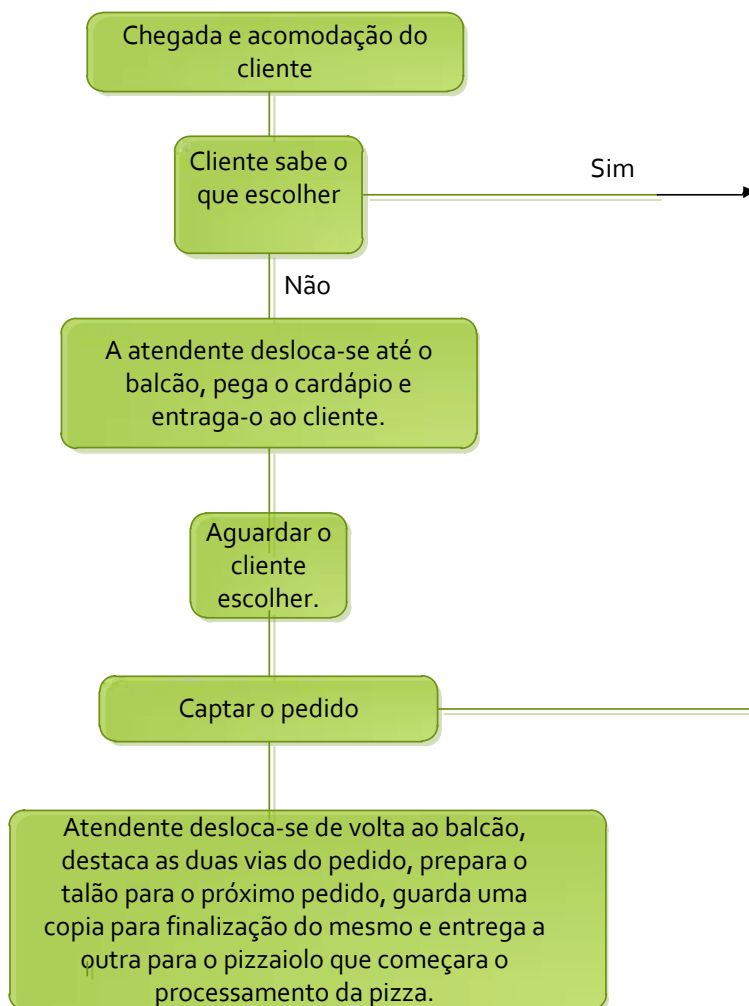 Chegada e acomodação do
cliente
Cliente sabe o
que escolher
Sim
Não
A atendente desloca-se até o
balcão, pega o cardápio e
entraga-o ao cliente.
Aguardar o
cliente
escolher.
Captar o pedido
Atendente desloca-se de volta ao balcão,
destaca as duas vias do pedido, prepara o
talão para o próximo pedido, guarda uma
copia para finalização do mesmo e entrega a
outra para o pizzaiolo que começara o
processamento da pizza.